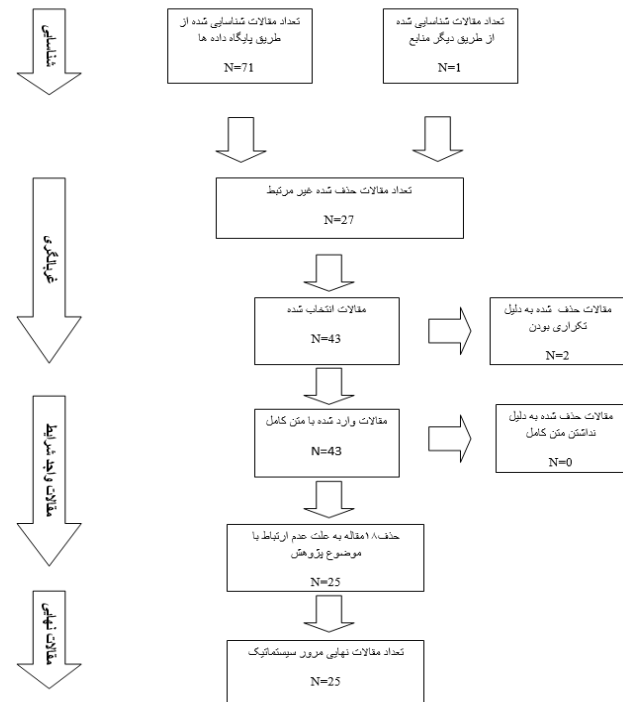 شناسایی
تعداد مقالات شناسایی شده از
طریق پایگاه داده ها
N=71
تعداد مقالات شناسایی شده
از طریق دیگر منابع
N=1
غربالگری
تعداد مقالات حذف شده غیر مرتبط
N=27
مقالات انتخاب شده
N=43
مقالات حذف شده به دلیل
تکراری بودن
N=2
مقالات واجد شرایط
مقالات وارد شده با متن کامل
N=43
مقالات حذف شده به دلیل
نداشتن متن کامل
N=0
حذف۱۸مقاله به علت عدم ارتباط با
موضوع پژوهش
N=25
مقالات نهایی
تعداد مقالات نهایی مرور سیستماتیک
N=25